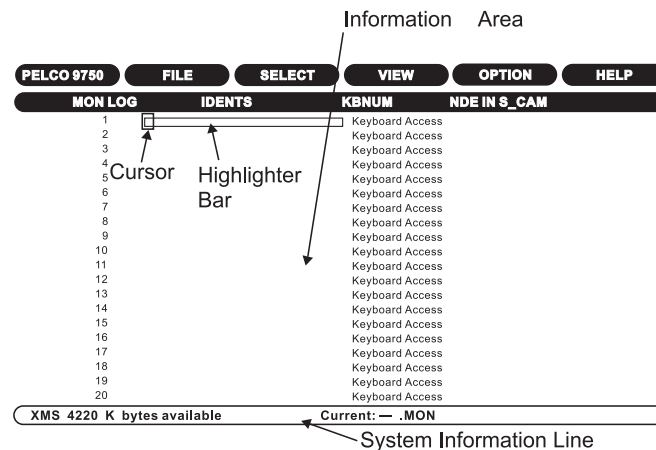 Information Area
PELCO 9750 FILE SELECT VIEW OPTION HELP
MON LOG IDENTS KBNUM NDE IN S_CAM
1 Keyboard Access
2 Keyboard Access
3 Keyboard Access
4 Keyboard Access
Cursor Highlighter
5 Keyboard Access
6 Keyboard Access
Bar
7 Keyboard Access
8 Keyboard Access
9 Keyboard Access
10 Keyboard Access
11 Keyboard Access
12 Keyboard Access
13 Keyboard Access
14 Keyboard Access
15 Keyboard Access
16 Keyboard Access
17 Keyboard Access
18 Keyboard Access
19 Keyboard Access
20 Keyboard Access
XMS 4220 K bytes available Current: — .MON
System Information Line